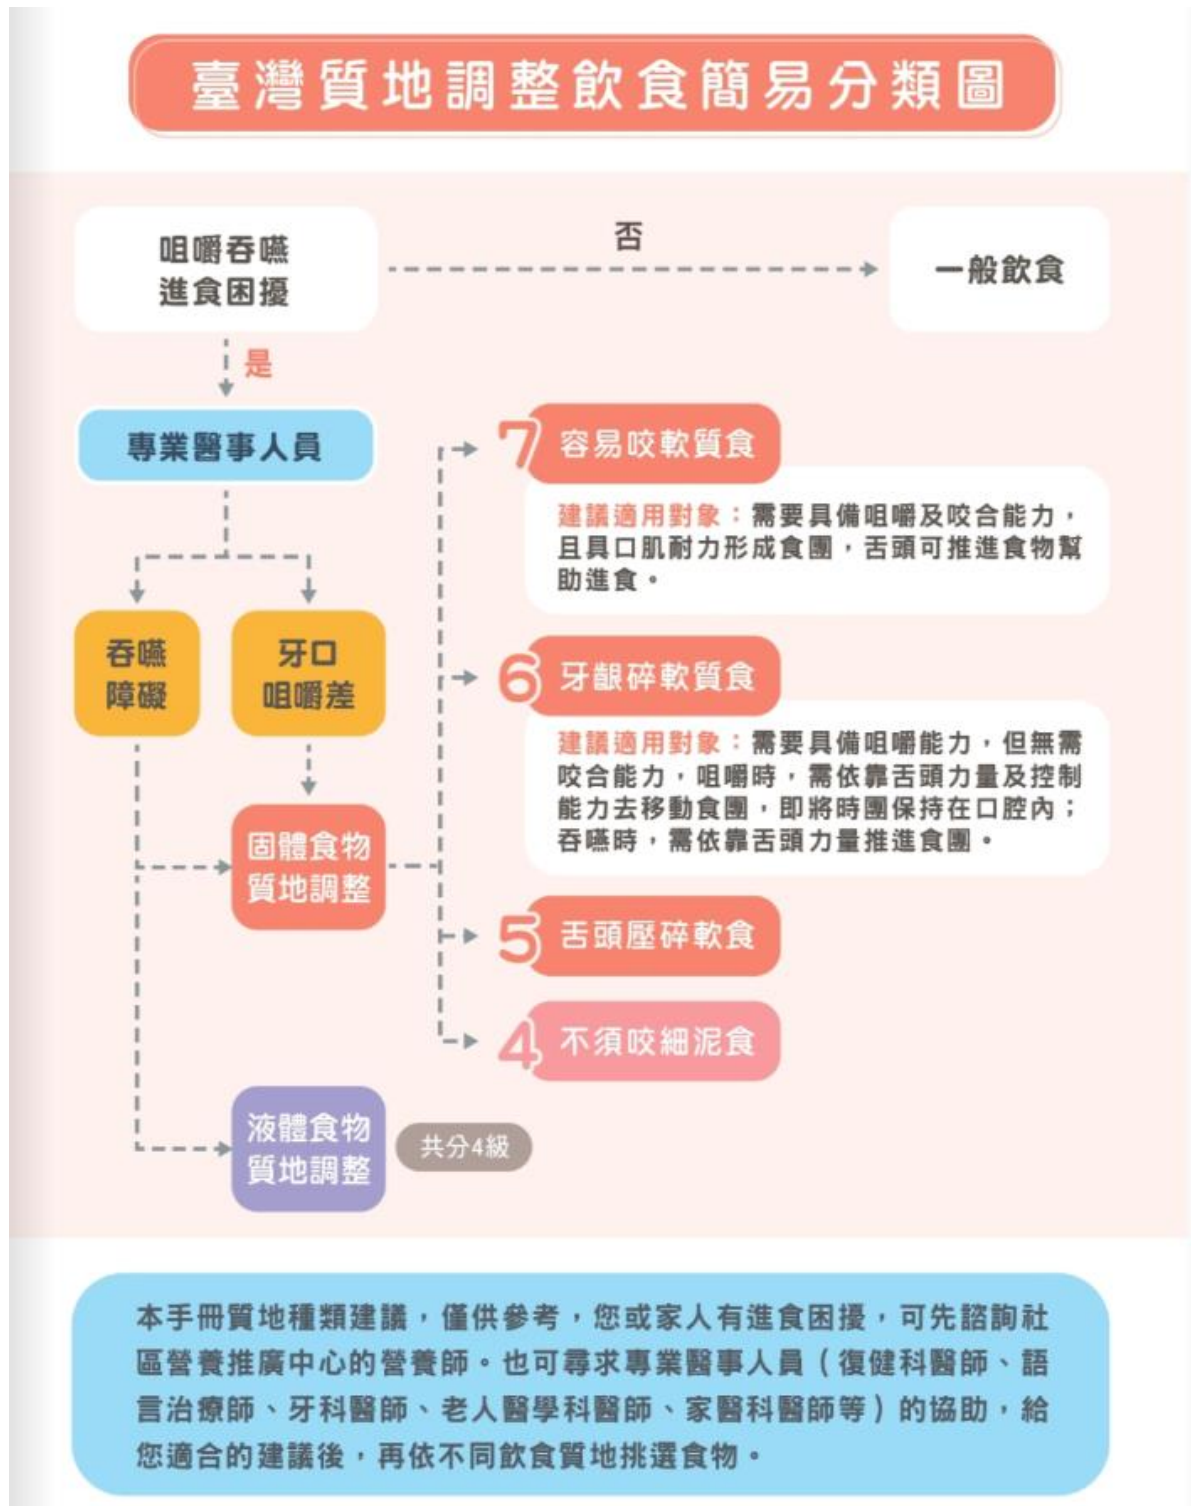 臺灣質地調整飲食簡易分類圖
咀嚼吞嚥
進食困擾
否
一般飲食
是
專業醫事人員
吞嚥
障礙
牙口
咀嚼差
固體食物
質地調整
7 容易咬軟質食
建議適用對象：需要具備咀嚼及咬合能力，
且具口肌耐力形成食團，舌頭可推進食物幫
助進食。
6 牙齦碎軟質食
建議適用對象：需要具備咀嚼能力，但無需
咬合能力，咀嚼時，需依靠舌頭力量及控制
能力去移動食團，即將時團保持在口腔內；
吞嚥時，需依靠舌頭力量推進食團。
5 舌頭壓碎軟食
4 不須咬細泥食
液體食物
質地調整
共分4級
本手冊質地種類建議，僅供參考，您或家人有進食困擾，可先諮詢社
區營養推廣中心的營養師。也可尋求專業醫事人員（復健科醫師、語
言治療師、牙科醫師、老人醫學科醫師、家醫科醫師等）的協助，給
您適合的建議後，再依不同飲食質地挑選食物。